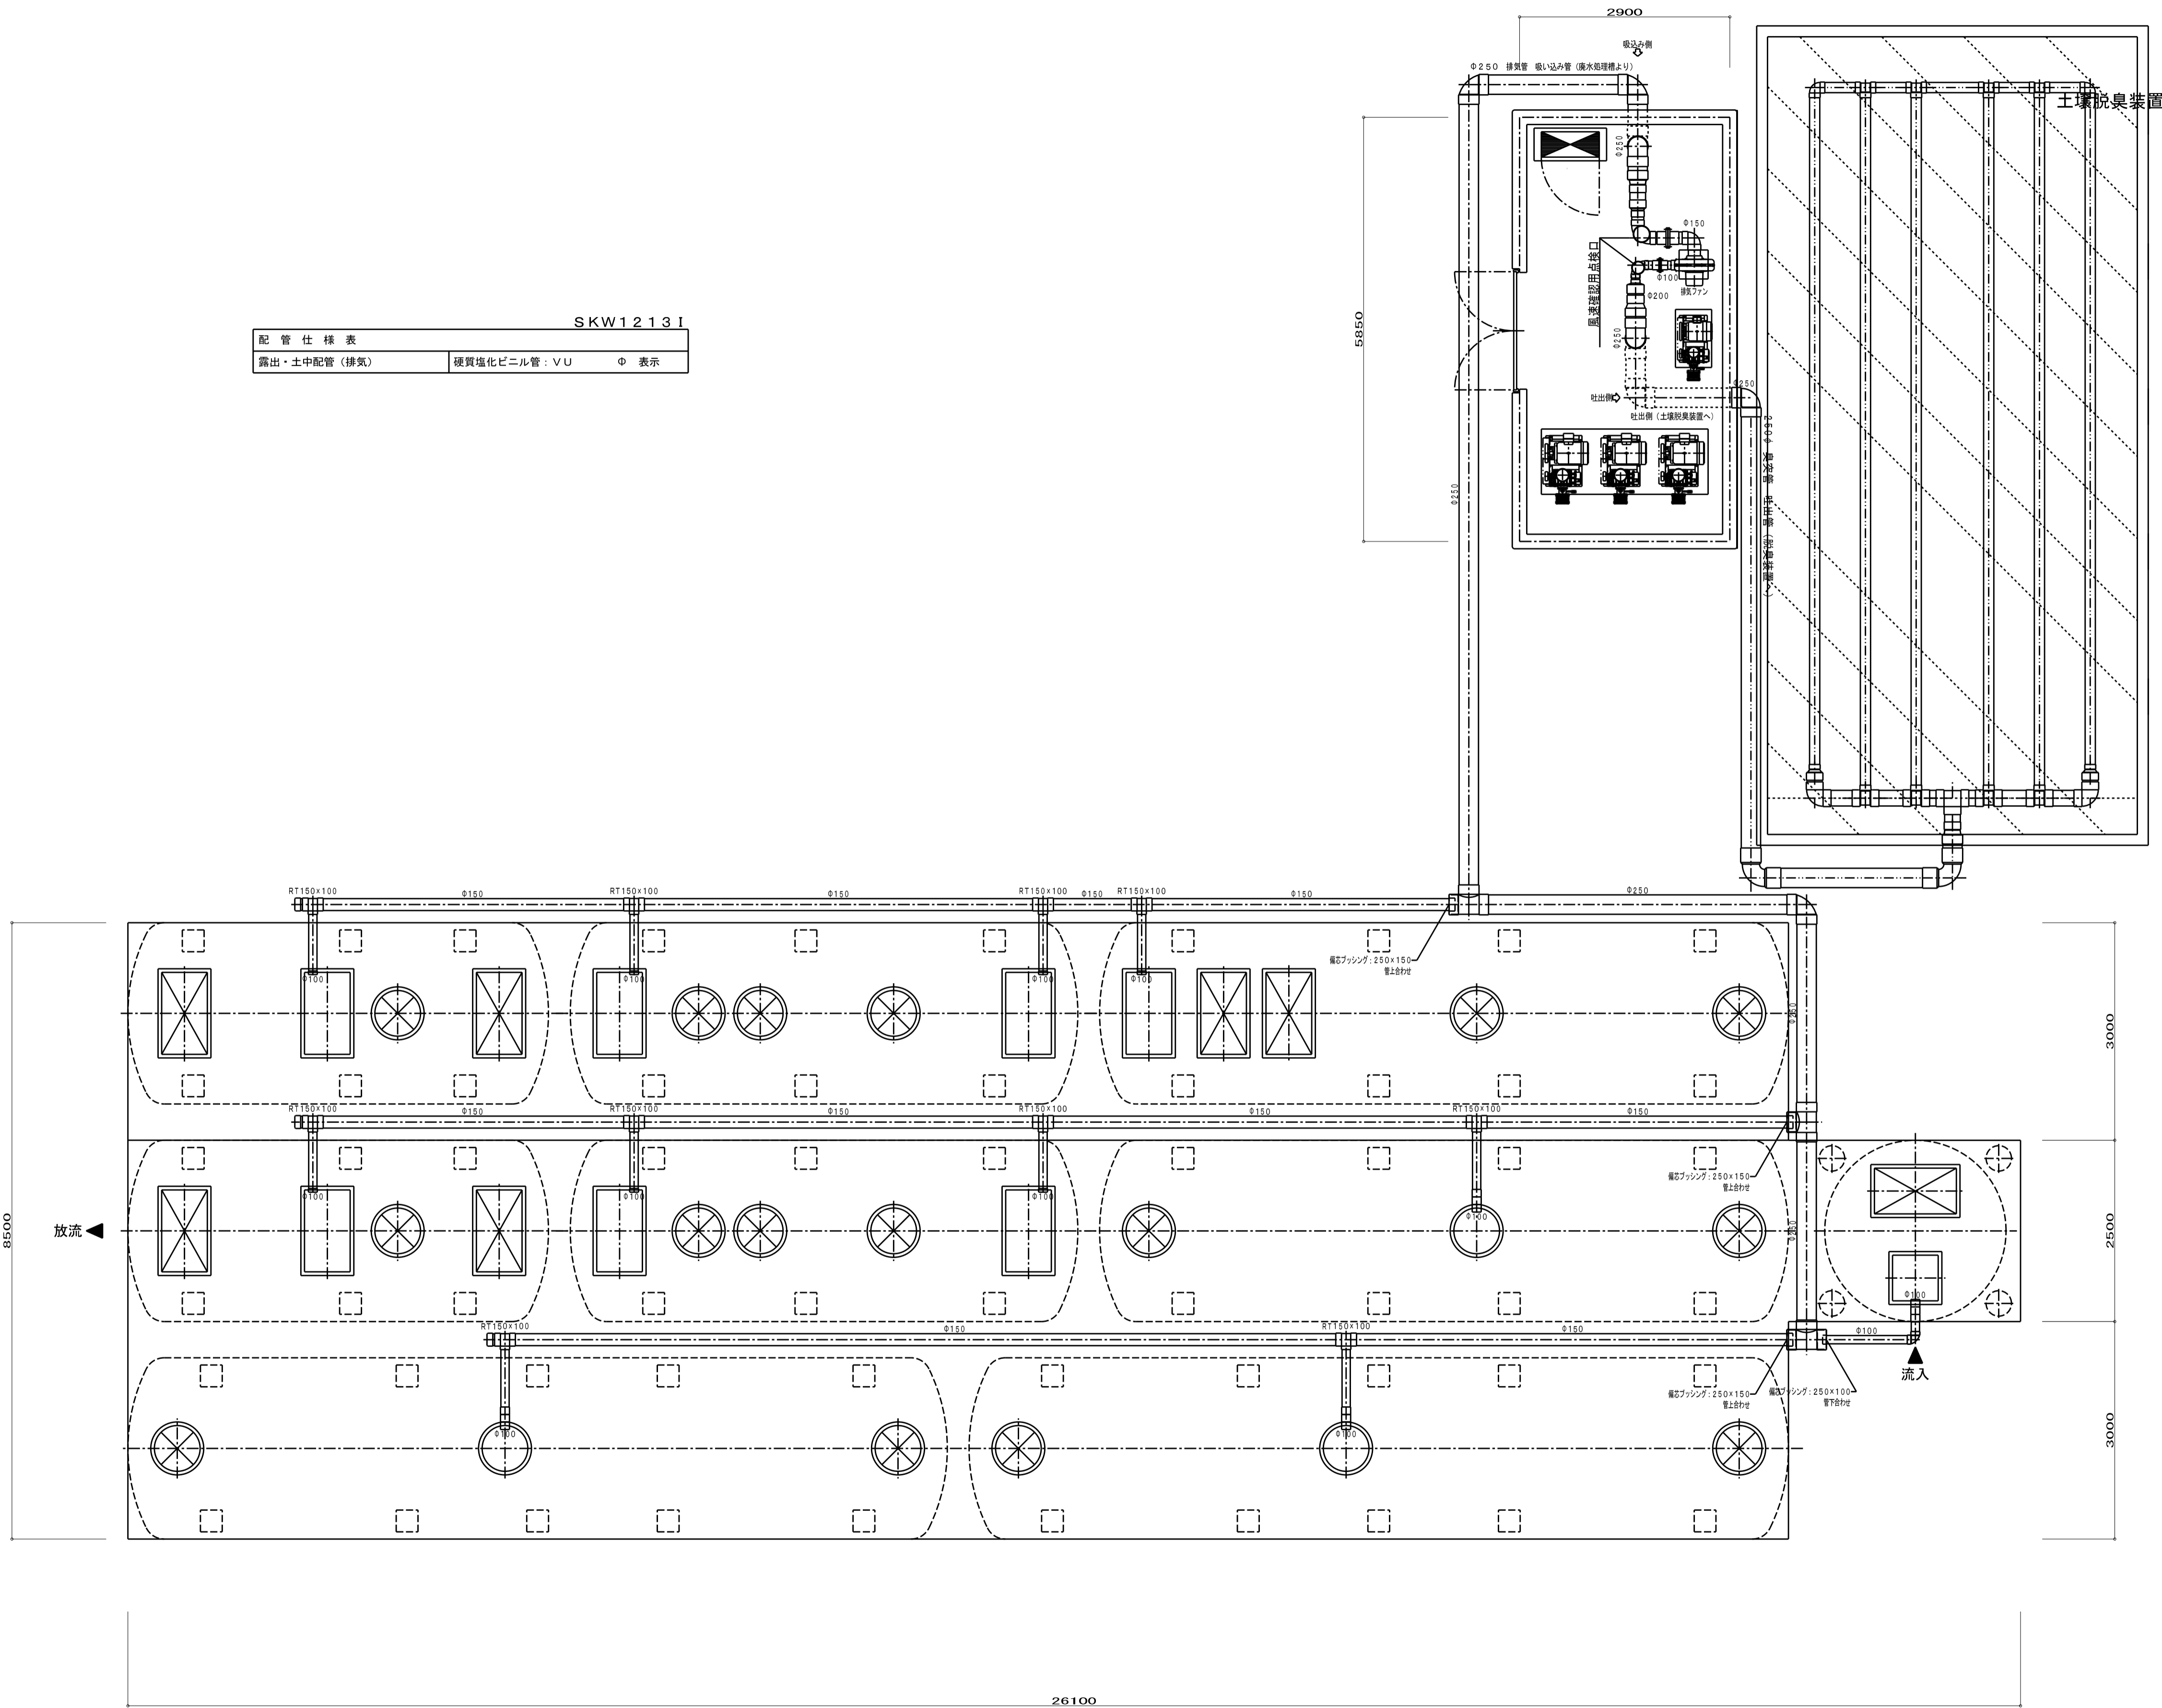 2900
吸込み側
Φ250 排気管 吸い込み管（廃水処理槽より）
土壌脱臭装置
Φ250
Φ150
風速確認用点検口
Φ100
排気ファン
Φ200
5850
Φ250
SKW1213I
配管仕様表
露出・土中配管（排気）
硬質塩化ビニル管：VU Φ 表示
Φ250
吐出側
吐出側（土壌脱臭装置へ）
250Φ 臭突管 吐出管（脱臭装置へ）
Φ250
RT150×100
Φ150
RT150×100
Φ150
RT150×100
Φ150
RT150×100
Φ150
Φ250
偏芯ブッシング：250×150
管上合わせ
Φ100
Φ100
Φ100
Φ100
Φ250
3000
RT150×100
Φ150
RT150×100
Φ150
RT150×100
Φ150
RT150×100
Φ150
偏芯ブッシング：250×150
管上合わせ
Φ100
Φ100
Φ100
Φ100
Φ250
8500
放流
2500
Φ100
RT150×100
Φ150
RT150×100
Φ150
Φ100
流入
偏芯ブッシング：250×150
管上合わせ
偏芯ブッシング：250×100
管下合わせ
Φ100
Φ100
3000
26100